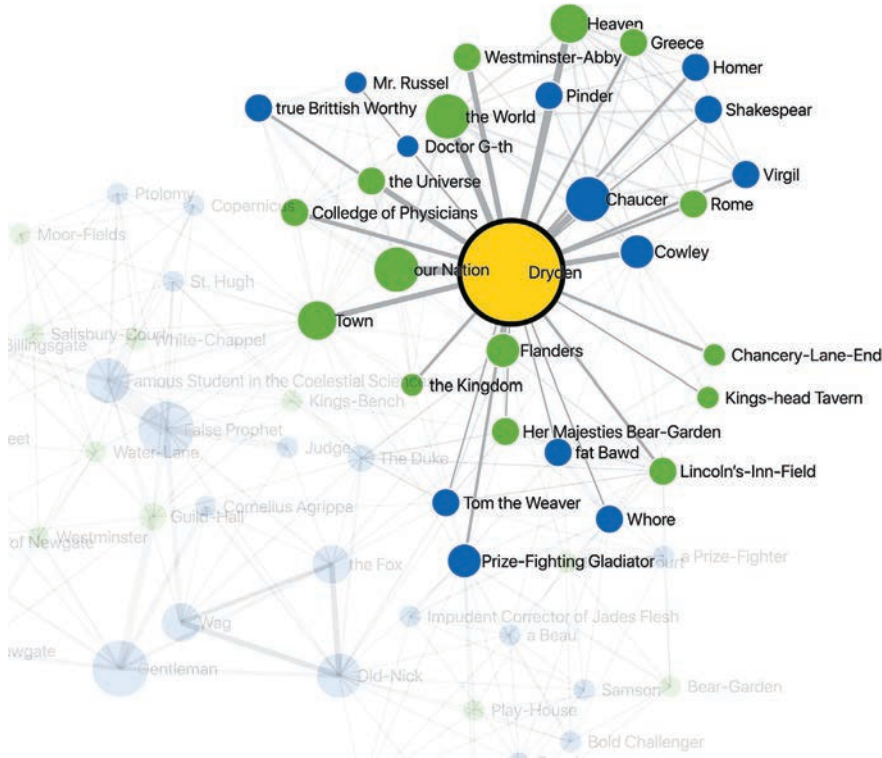 Heaven
Greece
Westminster-Abby
Homer
Mr. Russel
Pinder
true Brittish Worthy
the World
Shakespear
Doctor G-th
Virgil
the Universe
Ptolomy
Chaucer
Copernicus
Colledge of Physicians
Rome
Moor-Fields
Cowley
our Nation
Dryden
St. Hugh
Town
Salisbury-Court
White-Chappel
Billingsgate
Flanders
Chancery-Lane-End
Famous Student in the Coelestial Science
the Kingdom
Kings-Bench
Kings-head Tavern
False Prophet
Her Majesties Bear-Garden
eet
Judge
fat Bawd
Water-Lane
The Duke
Lincoln's-Inn-Field
Cornelius Agrippa
Tom the Weaver
Guild-Hall
Whore
Westminster
of Newgate
the Fox
Prize-Fighting Gladiator
urt
a Prize-Fighter
Wag
Impudent Corrector of Jades Flesh
a Beau
ewgate
Gentleman
Old-Nick
Samson
Bear-Garden
Play-House
Bold Challenger